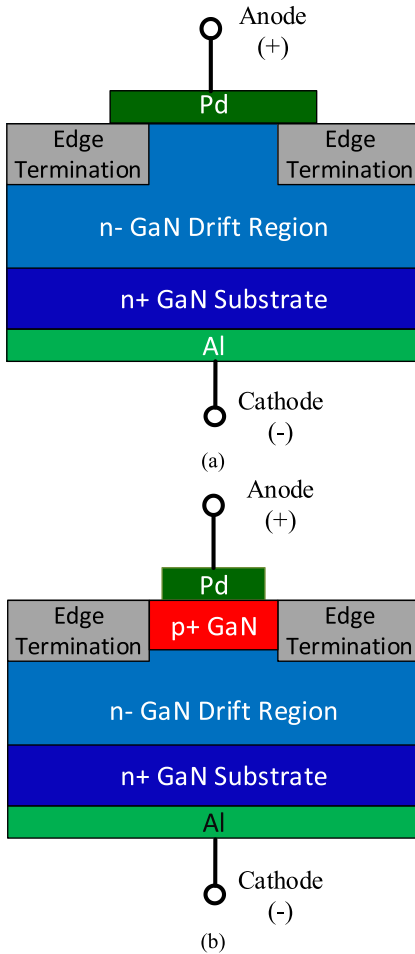 Anode
(+)
Pd
Edge
Termination
Edge
Termination
n- GaN Drift Region
n+ GaN Substrate
Al
Cathode
(-)
(a)
Anode
(+)
Pd
Edge
Termination
p+ GaN
Edge
Termination
n- GaN Drift Region
n+ GaN Substrate
Al
Cathode
(-)
(b)